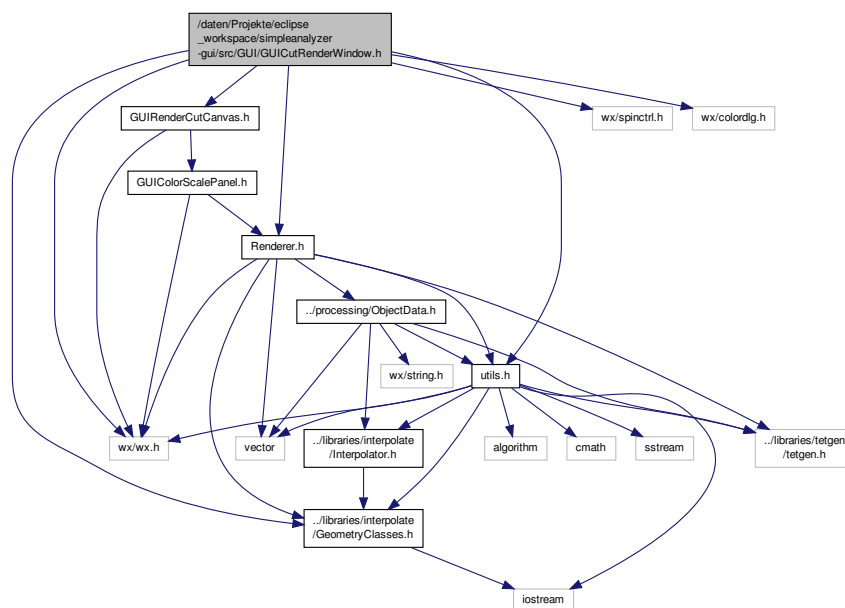 /daten/Projekte/eclipse
_workspace/simpleanalyzer
-gui/src/GUI/GUICutRenderWindow.h
GUIRenderCutCanvas.h
wx/spinctrl.h
wx/colordlg.h
GUIColorScalePanel.h
Renderer.h
../processing/ObjectData.h
wx/string.h
utils.h
wx/wx.h
vector
../libraries/interpolate
/Interpolator.h
algorithm
cmath
sstream
../libraries/tetgen
/tetgen.h
../libraries/interpolate
/GeometryClasses.h
iostream